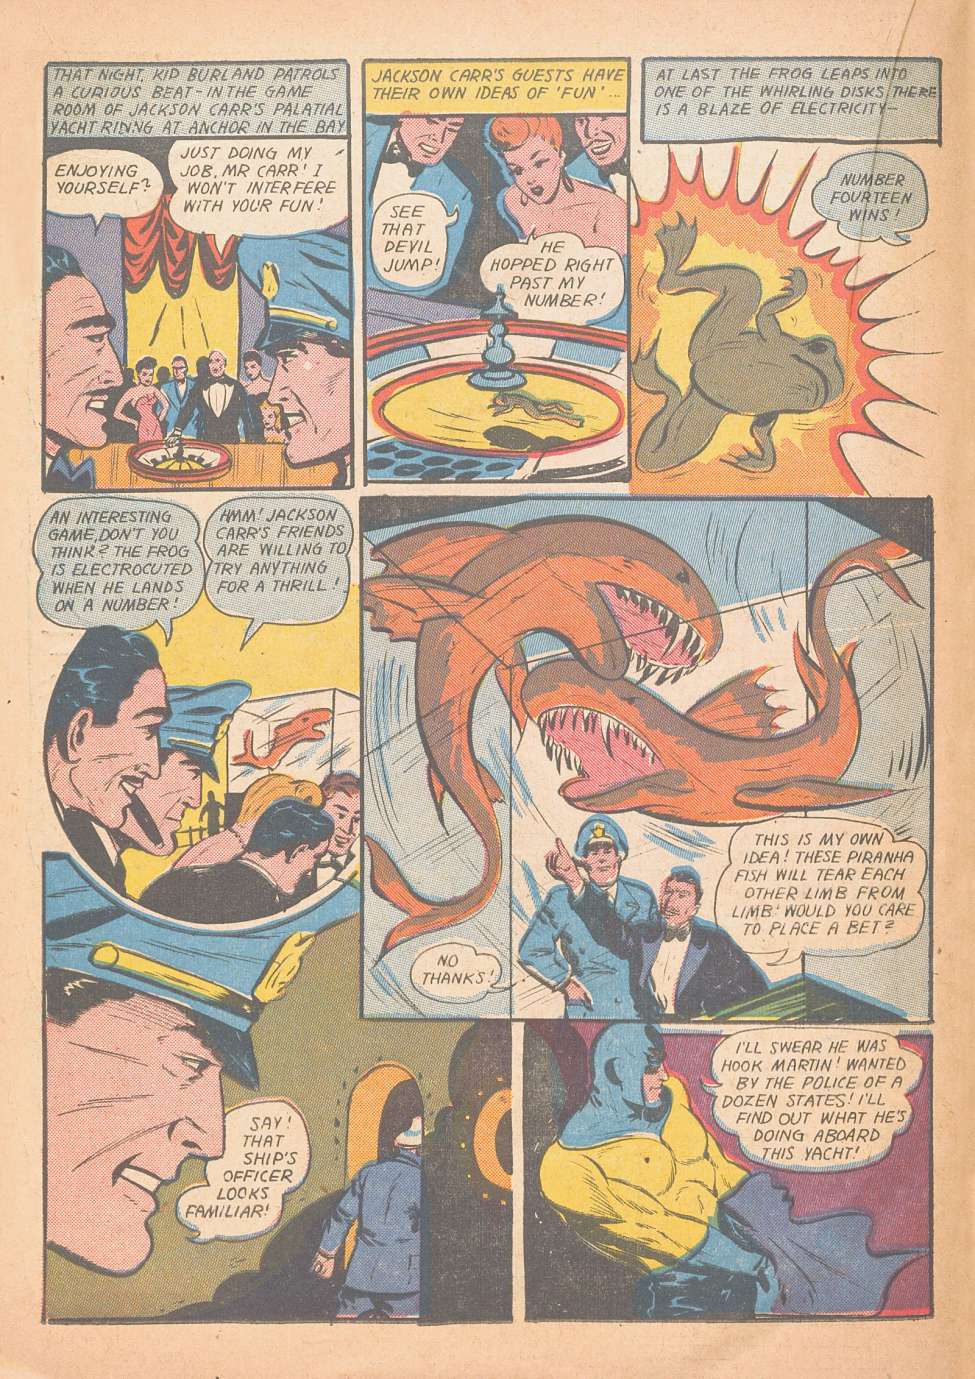 THAT NIGHT, KID BURLAND PATROLS
A CURIOUS BEAT-IN THE GAME
ROOM OF JACKSON CARR'S PALATIAL
YACHT RIDING AT ANCHOR IN THE BAY
ENJOYING
YOURSELF?
JUST DOING MY
JOB, MR CARR! I
WON'T INTERFERE
WITH YOUR FUN!
JACKSON CARR'S GUESTS HAVE
THEIR OWN IDEAS OF 'FUN'...
SEE
THAT
DEVIL
JUMP!
HE
HOPPED RIGHT
PAST MY
NUMBER!
AT LAST THE FROG LEAPS INTO
ONE OF THE WHIRLING DISKS, THERE
IS A BLAZE OF ELECTRICITY-
NUMBER
FOURTEEN
WINS!
AN INTERESTING
GAME, DON'T YOU
THINK? THE FROG
IS ELECTROCUTED
WHEN HE LANDS
ON A NUMBER!
HMM! JACKSON
CARR'S FRIENDS
ARE WILLING TO
TRY ANYTHING
FOR A THRILL!
THIS IS MY OWN
IDEA! THESE PIRANHA
FISH WILL TEAR EACH
OTHER LIMB FROM
LIMB! WOULD YOU CARE
TO PLACE A BET?
NO
THANKS!
SAY!
THAT
SHIP'S
OFFICER
LOOKS
FAMILIAR!
I'LL SWEAR HE WAS
HOOK MARTIN! WANTED
BY THE POLICE OF A
DOZEN STATES! I'LL
FIND OUT WHAT HE'S
DOING ABOARD
THIS YACHT!